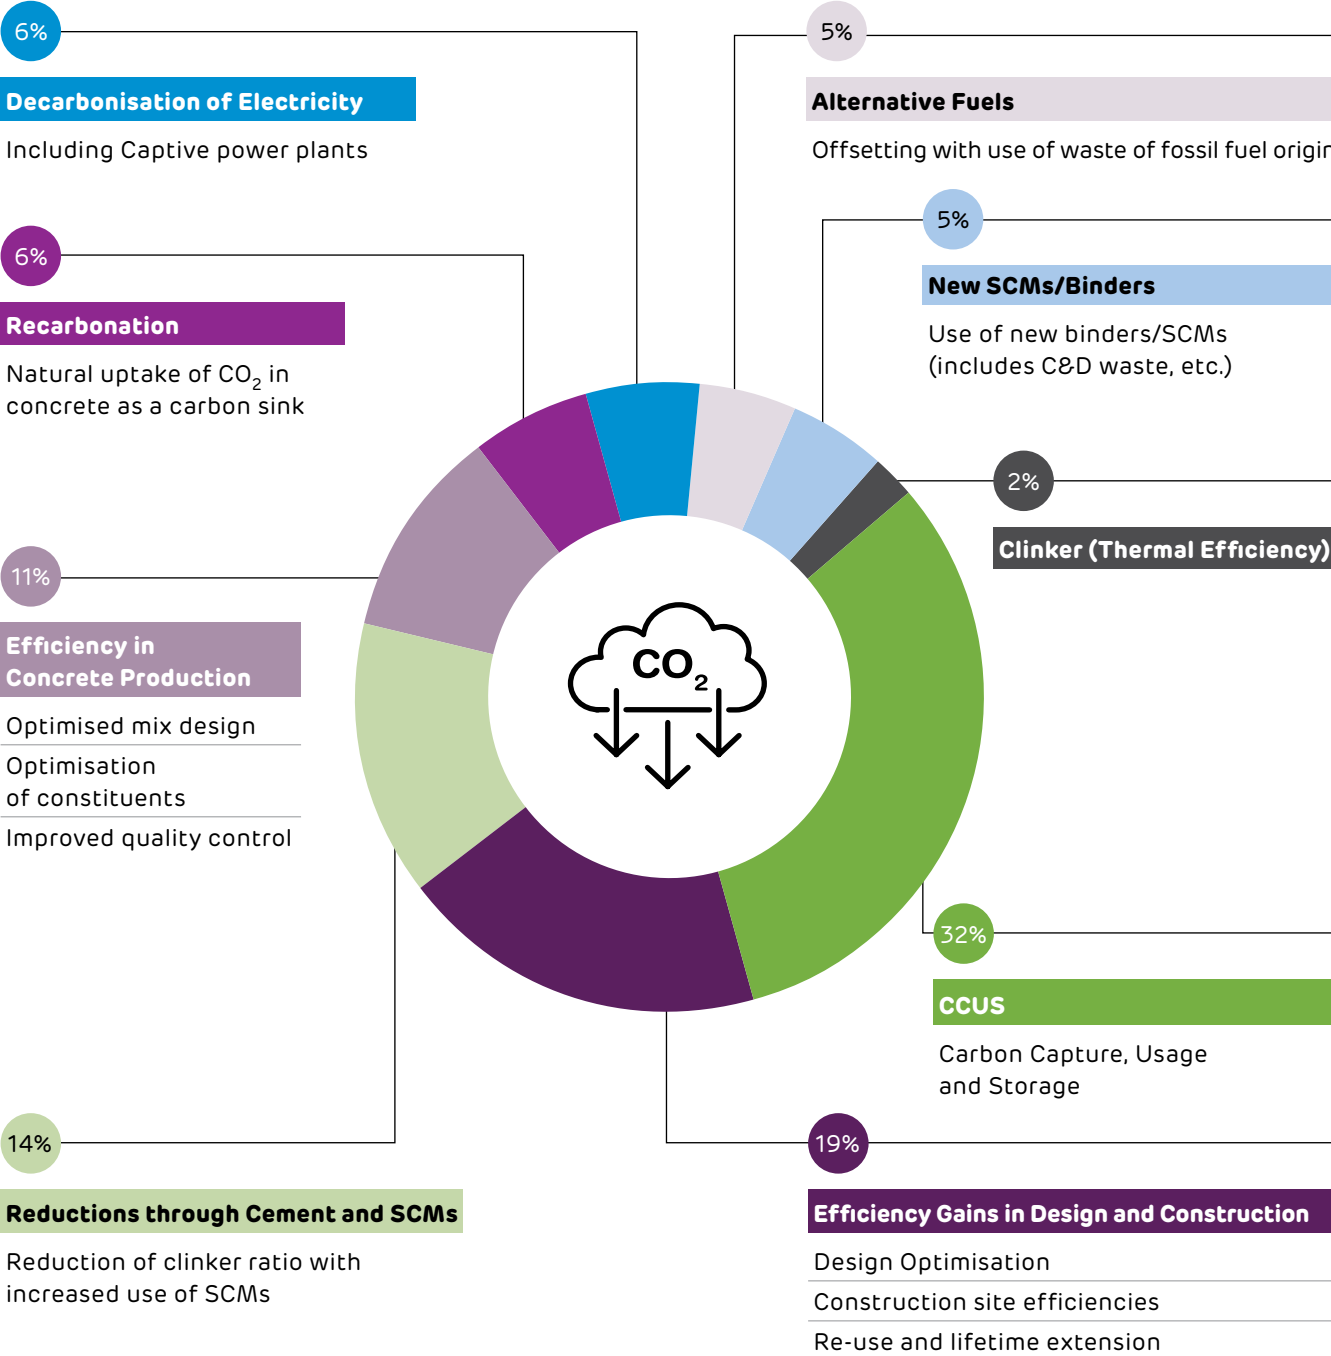 6%
Decarbonisation of Electricity
Including Captive power plants
5%
Alternative Fuels
Offsetting with use of waste of fossil fuel origin
6%
Recarbonation
Natural uptake of CO₂ in
concrete as a carbon sink
5%
New SCMs/Binders
Use of new binders/SCMs
(includes C&D waste, etc.)
2%
Clinker (Thermal Efficiency)
11%
Efficiency in
Concrete Production
Optimised mix design
Optimisation
of constituents
Improved quality control
CO₂
32%
CCUS
Carbon Capture, Usage
and Storage
14%
Reductions through Cement and SCMs
Reduction of clinker ratio with
increased use of SCMs
19%
Efficiency Gains in Design and Construction
Design Optimisation
Construction site efficiencies
Re-use and lifetime extension